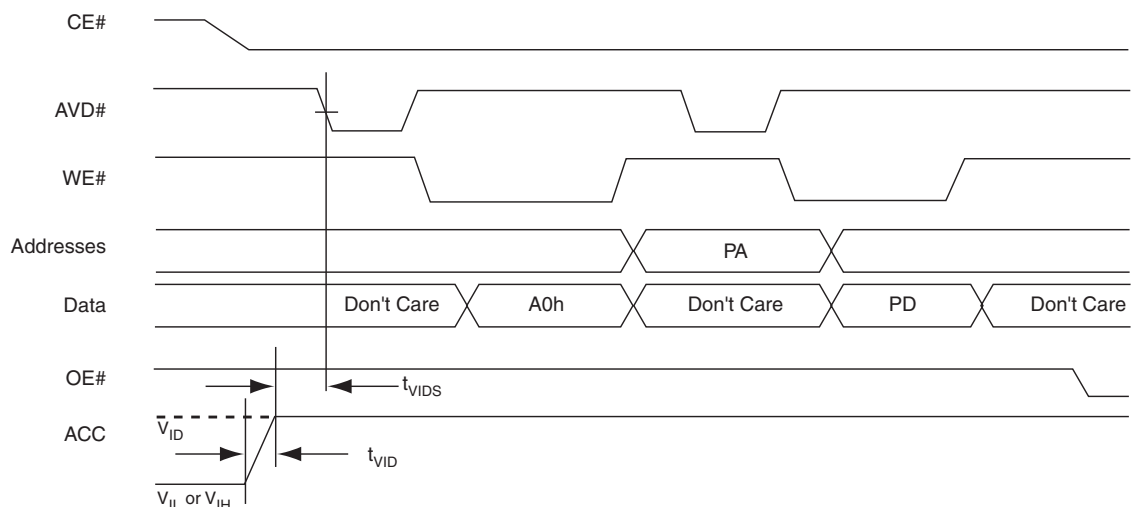 CE#
AVD#
WE#
Addresses
PA
Data
Don't Care
A0h
Don't Care
PD
Don't Care
OE#
tVIDS
ACC
VID
tVID
VIL or VIH